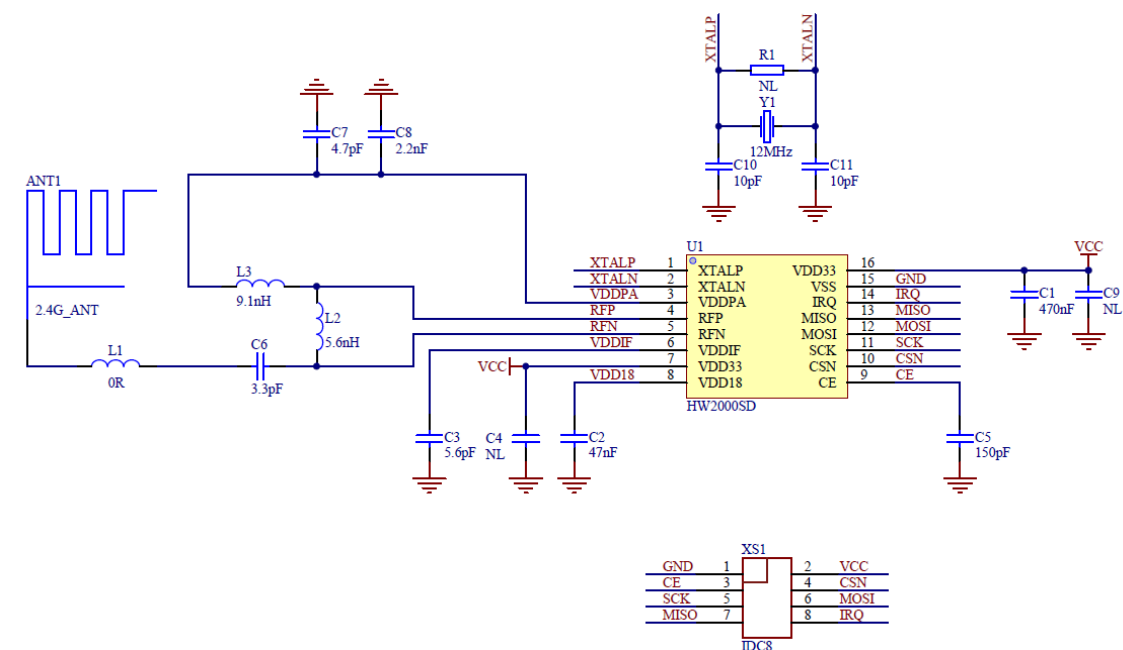 XTALP
XTALN
R1
NL
Y1
12MHz
C10
10pF
C11
10pF
C7
4.7pF
C8
2.2nF
ANT1
2.4G_ANT
L3
9.1nH
L2
5.6nH
L1
0R
C6
3.3pF
U1
XTALP 1 XTALP VDD33 16
XTALN 2 XTALN VSS 15 GND
VDDPA 3 VDDPA IRQ 14 IRQ
RFP 4 RFP MISO 13 MISO
RFN 5 RFN MOSI 12 MOSI
VDDIF 6 VDDIF SCK 11 SCK
VCC 7 VDD33 CSN 10 CSN
VDD18 8 VDD18 CE 9 CE
HW2000SD
VCC
C1
470nF
C9
NL
C3
5.6pF
C4
NL
C2
47nF
C5
150pF
XS1
GND 1 2 VCC
CE 3 4 CSN
SCK 5 6 MOSI
MISO 7 8 IRQ
IDC8